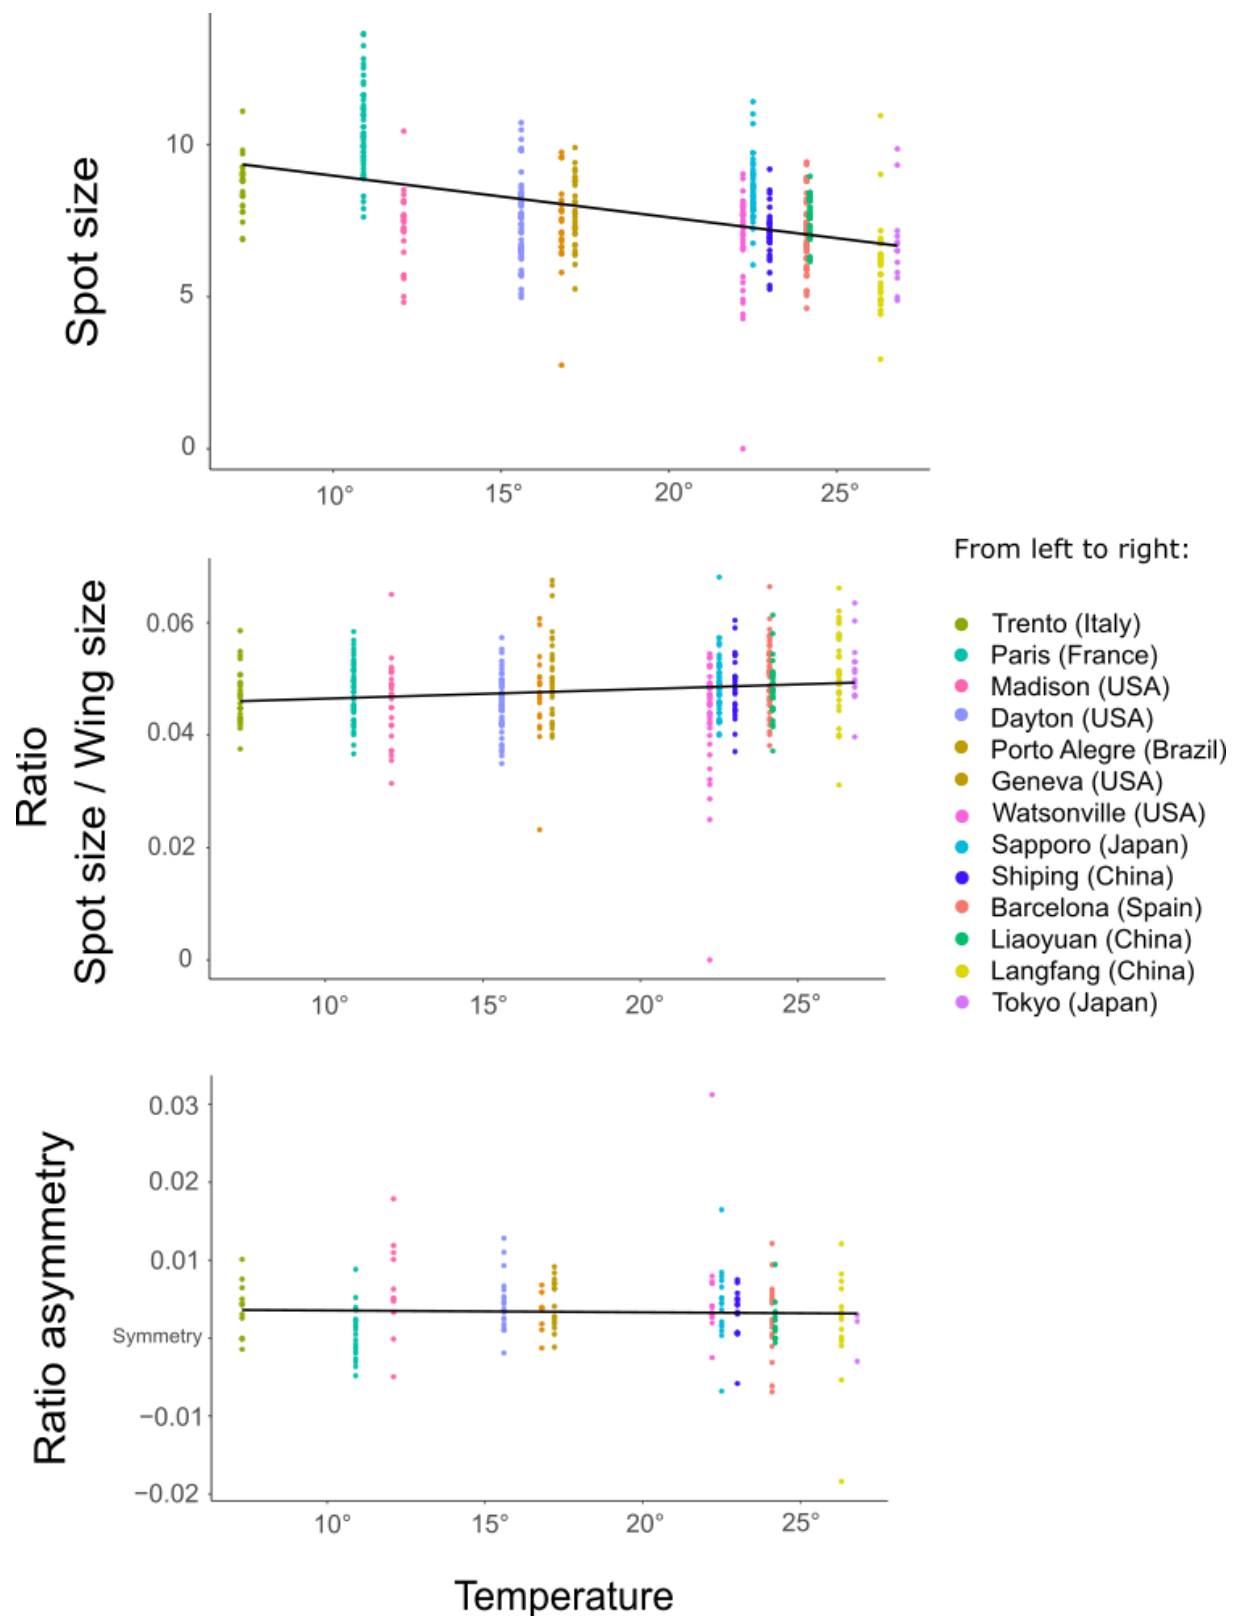 Spot size
10
5
0
10°
15°
20°
25°
Ratio
Spot size / Wing size
0.06
0.04
0.02
0
10°
15°
20°
25°
From left to right:
Trento (Italy)
Paris (France)
Madison (USA)
Dayton (USA)
Porto Alegre (Brazil)
Geneva (USA)
Watsonville (USA)
Sapporo (Japan)
Shiping (China)
Barcelona (Spain)
Liaoyuan (China)
Langfang (China)
Tokyo (Japan)
Ratio asymmetry
0.03
0.02
0.01
Symmetry
−0.01
−0.02
10°
15°
20°
25°
Temperature